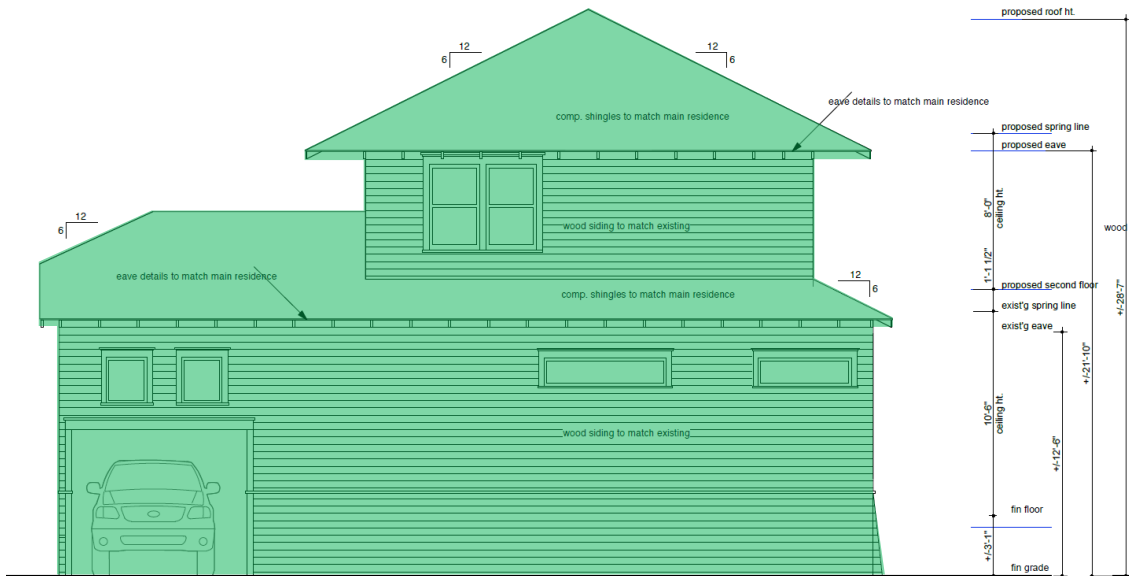 proposed roof ht.
12
6
12
6
comp. shingles to match main residence
eave details to match main residence
proposed spring line
proposed eave
8'-0"
ceiling ht.
12
6
wood siding to match existing
wood
1'-1 1/2"
eave details to match main residence
12
6
comp. shingles to match main residence
proposed second floor
exist'g spring line
exist'g eave
+/-28'-7"
+/-21'-10"
10'-6"
ceiling ht.
+/-12'-6"
wood siding to match existing
fin floor
+/-3'-1"
fin grade